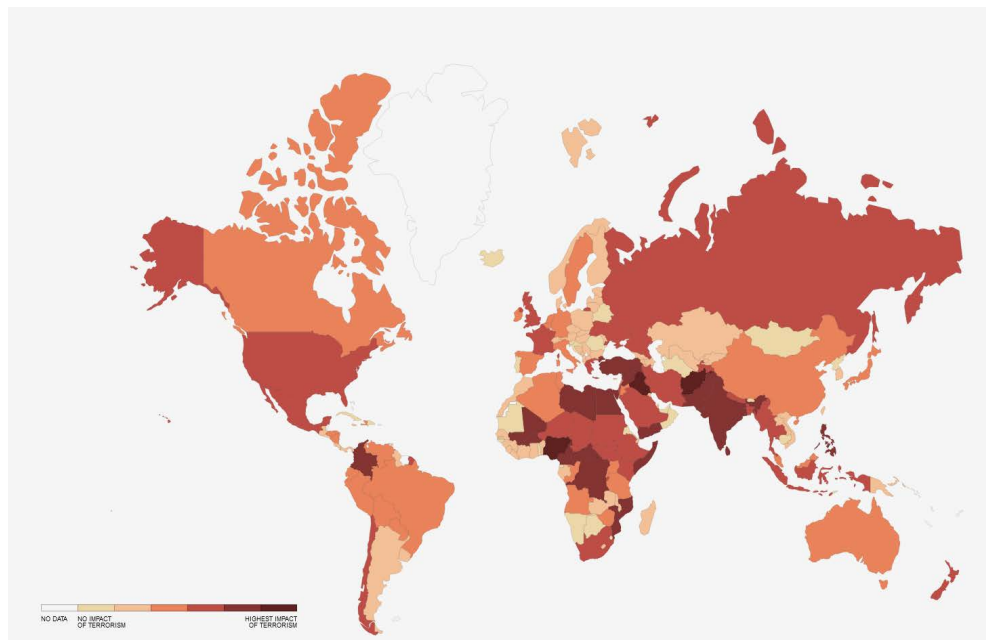 NO DATA
NO IMPACT
OF TERRORISM
HIGHEST IMPACT
OF TERRORISM